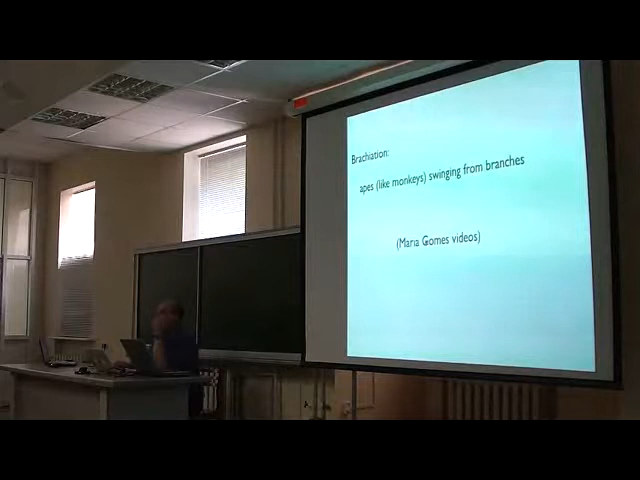 Brachiation:
apes (like monkeys) swinging from branches
(Maria Gomes videos)